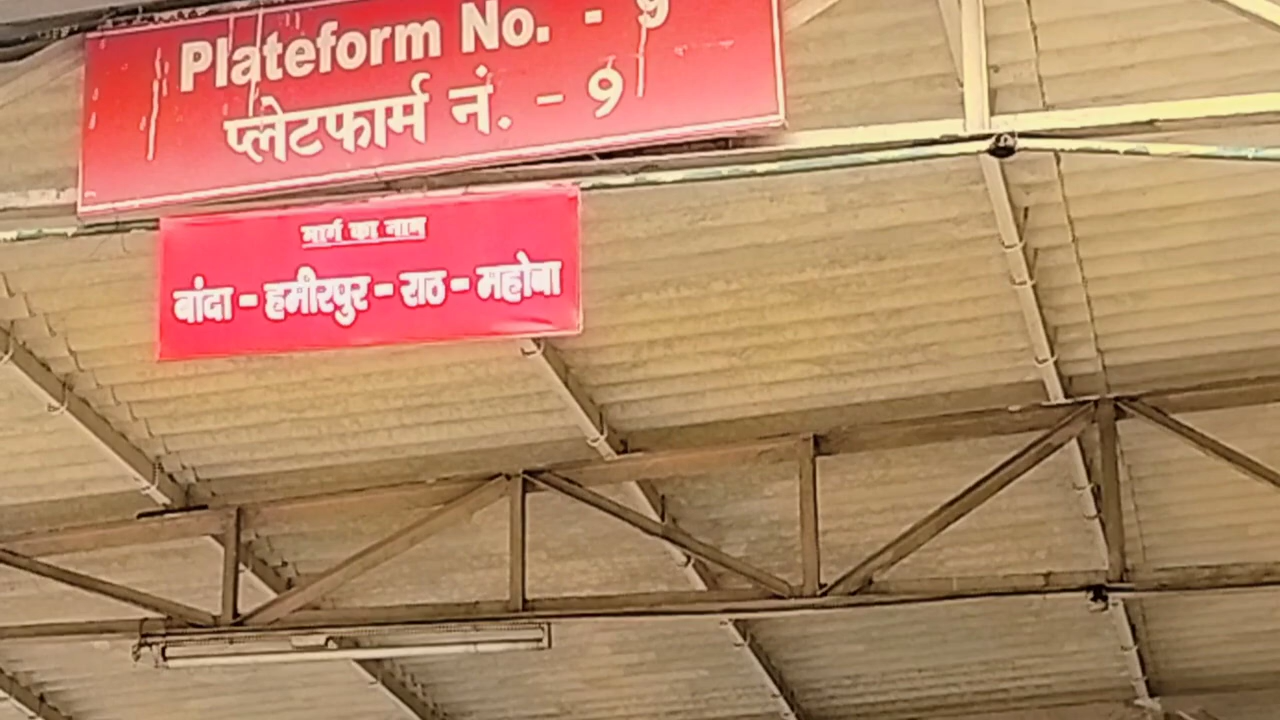 Plateform No. - 9
प्लेटफार्म नं. - 9
मार्ग का नाम
बांदा - हमीरपुर - राठ - महोबा